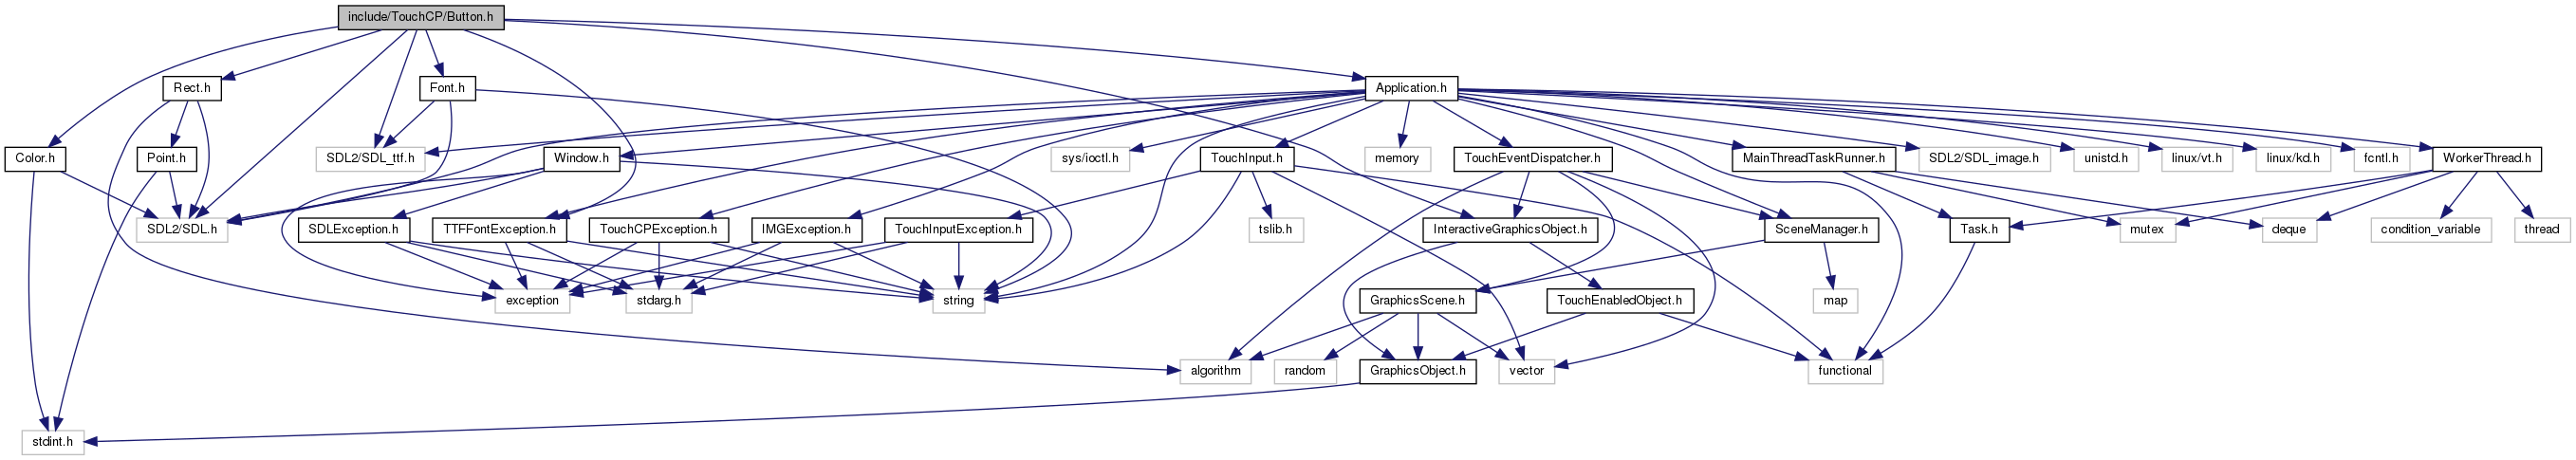 include/TouchCP/Button.h
Rect.h
Font.h
Application.h
Color.h
Point.h
SDL2/SDL_ttf.h
Window.h
sys/ioctl.h
TouchInput.h
memory
TouchEventDispatcher.h
MainThreadTaskRunner.h
SDL2/SDL_image.h
unistd.h
linux/vt.h
linux/kd.h
fcntl.h
WorkerThread.h
SDL2/SDL.h
SDLException.h
TTFFontException.h
TouchCPException.h
IMGException.h
TouchInputException.h
tslib.h
InteractiveGraphicsObject.h
SceneManager.h
Task.h
mutex
deque
condition_variable
thread
exception
stdarg.h
string
GraphicsScene.h
TouchEnabledObject.h
map
algorithm
random
GraphicsObject.h
vector
functional
stdint.h